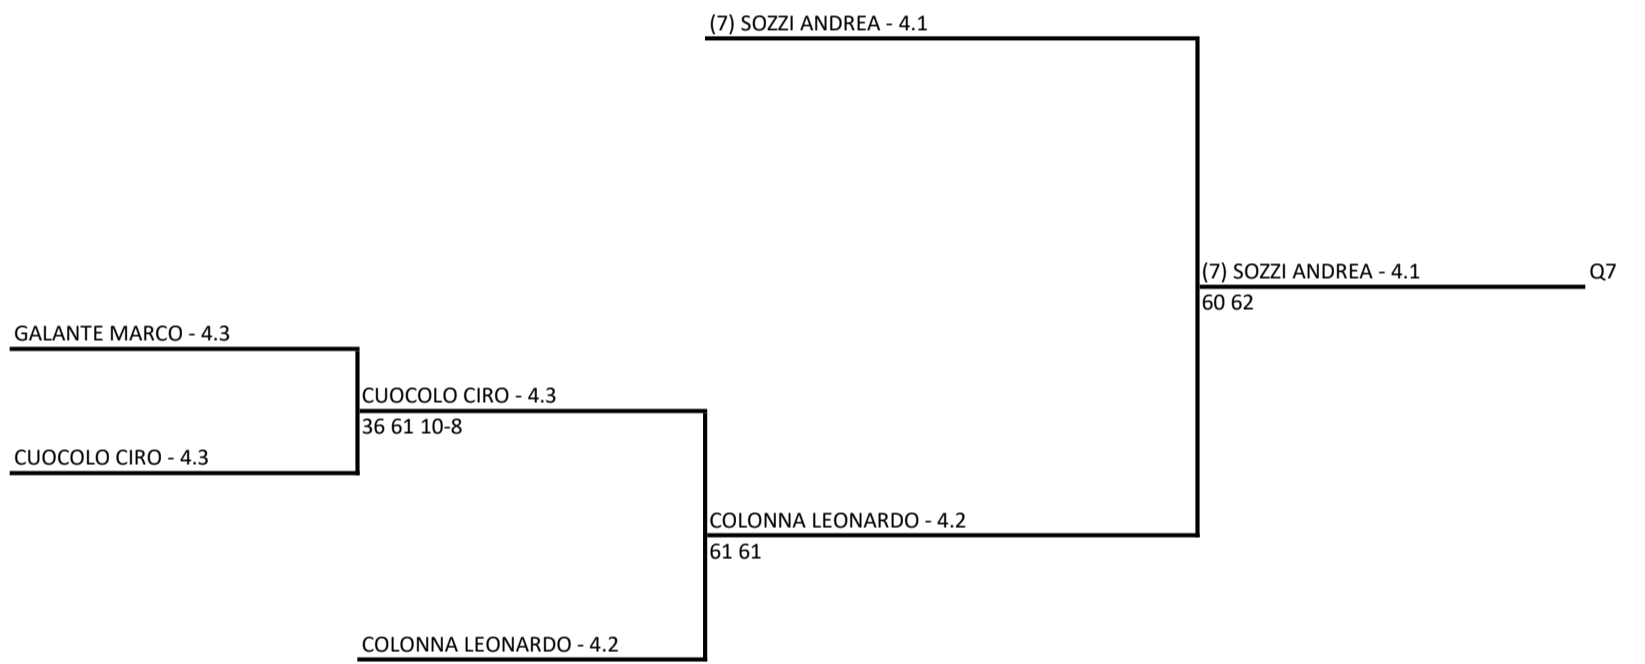 (7) SOZZI ANDREA - 4.1
(7) SOZZI ANDREA - 4.1
Q7
60 62
GALANTE MARCO - 4.3
CUOCOLO CIRO - 4.3
36 61 10-8
CUOCOLO CIRO - 4.3
COLONNA LEONARDO - 4.2
61 61
COLONNA LEONARDO - 4.2